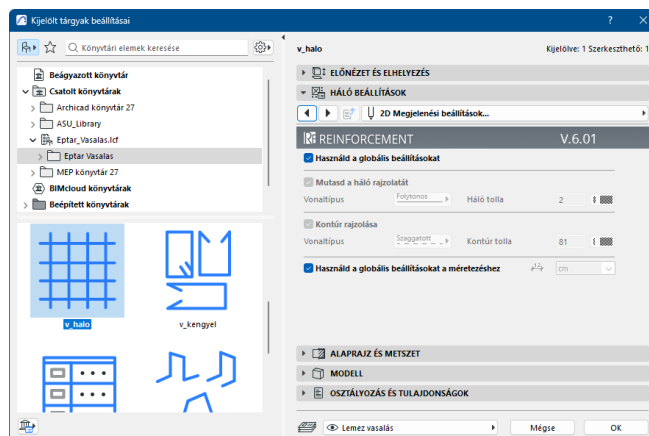 Kijelölt tárgyak beállításai
Könyvtári elemek keresése
v_halo
Kijelölve: 1 Szerkeszthető: 1
Beágyazott könyvtár
Csatolt könyvtárak
Archicad könyvtár 27
ASU_Library
Eptar_Vasalas.lcf
Eptar Vasalas
MEP könyvtár 27
BIMcloud könyvtárak
Beépített könyvtárak
v_halo
v_kengyel
ELŐNÉZET ÉS ELHELYEZÉS
HÁLÓ BEÁLLÍTÁSOK
2D Megjelenési beállítások...
REINFORCEMENT V.6.01
Használd a globális beállításokat
Mutasd a háló rajzolatát
Vonaltípus Folytonos Háló tolla 2
Kontúr rajzolása
Vonaltípus Szaggatott Kontúr tolla 81
Használd a globális beállításokat a méretezéshez cm
ALAPRAJZ ÉS METSZET
MODELL
OSZTÁLYOZÁS ÉS TULAJDONSÁGOK
Lemez vasalás
Mégse
OK